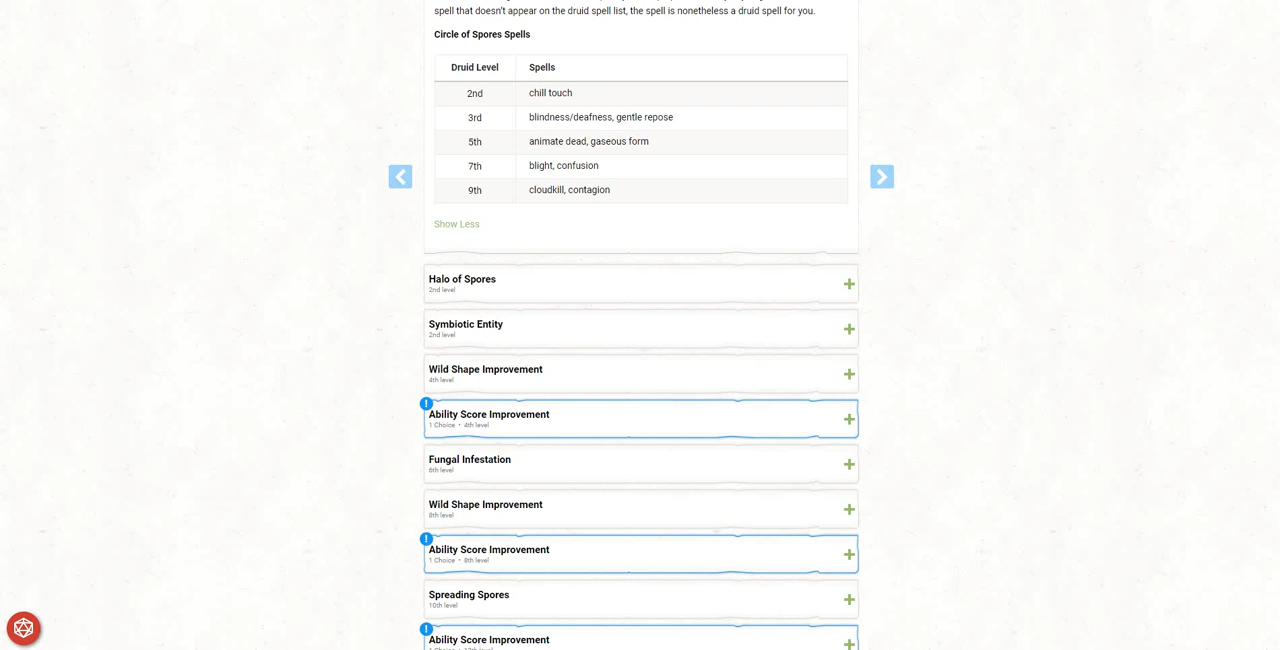 spell that doesn't appear on the druid spell list, the spell is nonetheless a druid spell for you.
Circle of Spores Spells
Druid Level Spells
2nd chill touch
3rd blindness/deafness, gentle repose
5th animate dead, gaseous form
7th blight, confusion
9th cloudkill, contagion
Show Less
Halo of Spores
2nd level
Symbiotic Entity
2nd level
Wild Shape Improvement
4th level
!
Ability Score Improvement
1 Choice • 4th level
Fungal Infestation
6th level
Wild Shape Improvement
8th level
!
Ability Score Improvement
1 Choice • 8th level
Spreading Spores
10th level
!
Ability Score Improvement